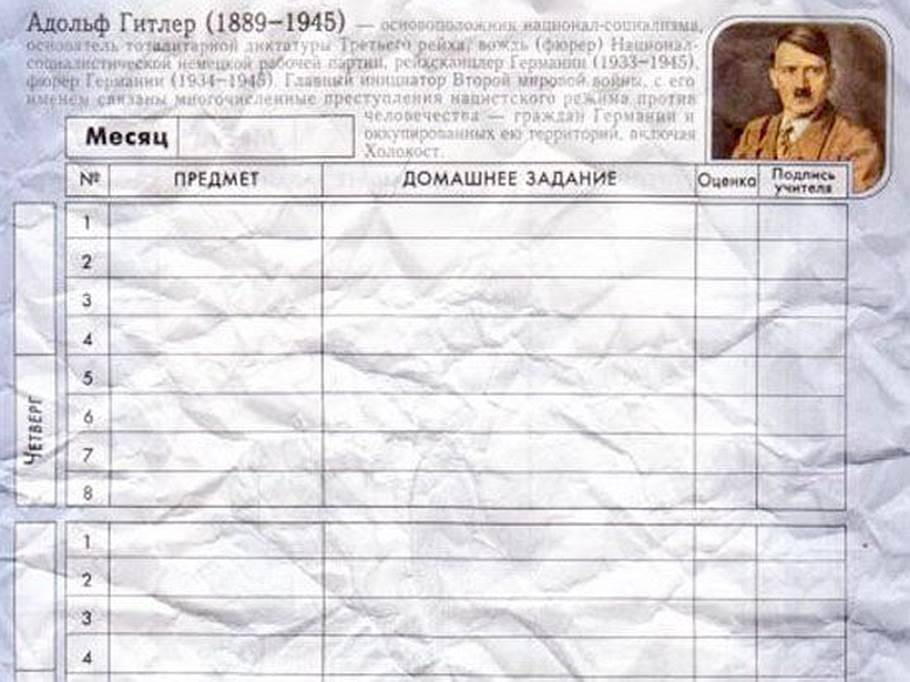 Адольф Гитлер (1889–1945) — основоположник национал-социализма,
основатель тоталитарной диктатуры Третьего рейха, вождь (фюрер) Национал-
социалистической немецкой рабочей партии, рейхсканцлер Германии (1933–1945),
фюрер Германии (1934–1945). Главный инициатор Второй мировой войны, с его
именем связаны многочисленные преступления нацистского режима против
человечества — граждан Германии и
оккупированных ею территорий, включая
Холокост.
Месяц
№ ПРЕДМЕТ ДОМАШНЕЕ ЗАДАНИЕ Оценка Подпись
учителя
1
2
3
4
5
6
7
8
ЧЕТВЕРГ
1
2
3
4